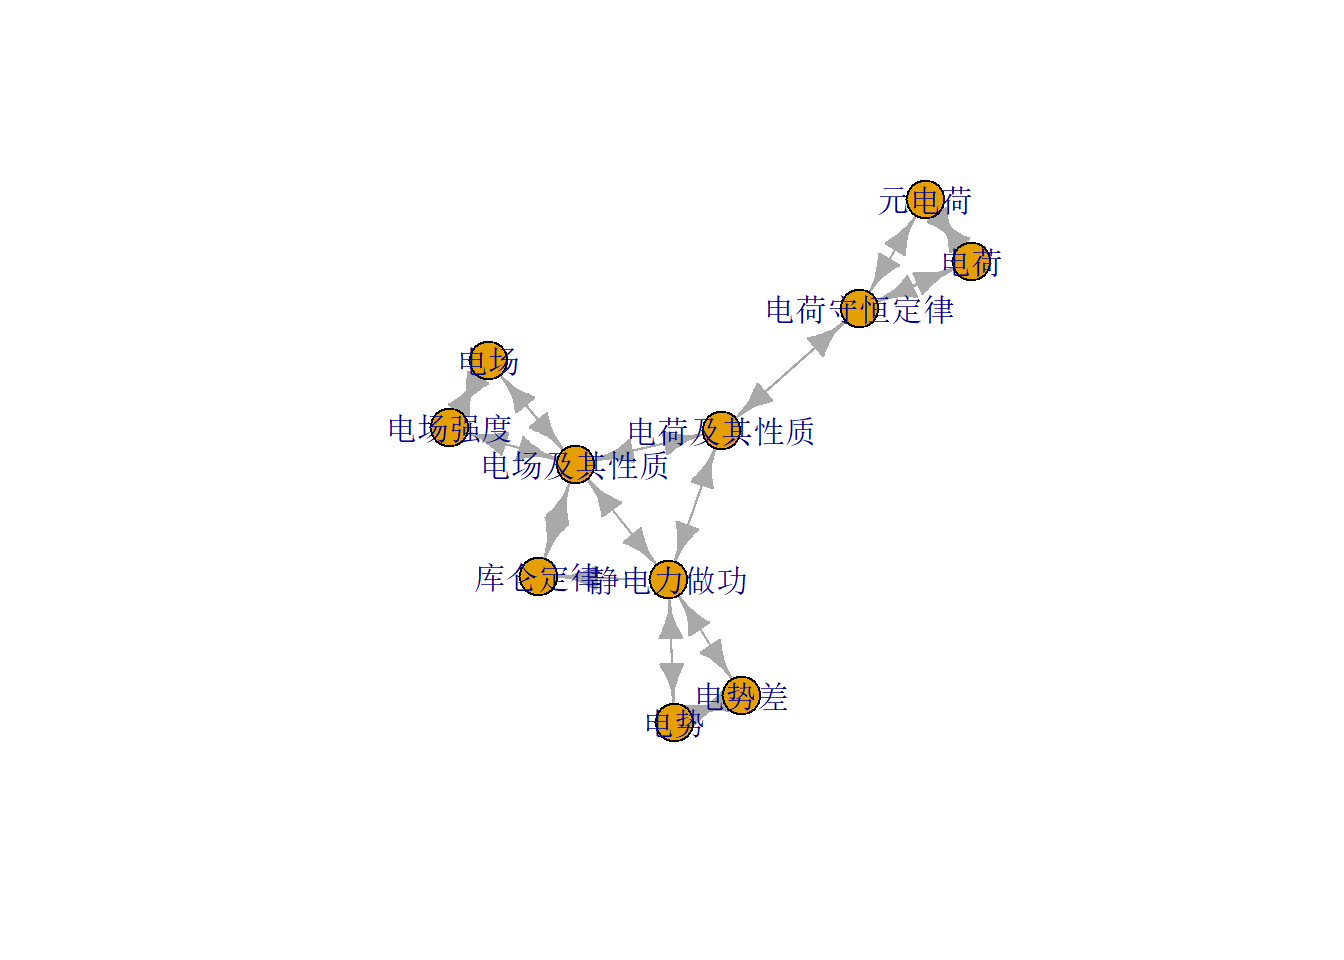 元电荷
电荷
电荷守恒定律
电场
电场强度
电荷及其性质
电场及其性质
库仑定律
静电力做功
电势差
电势